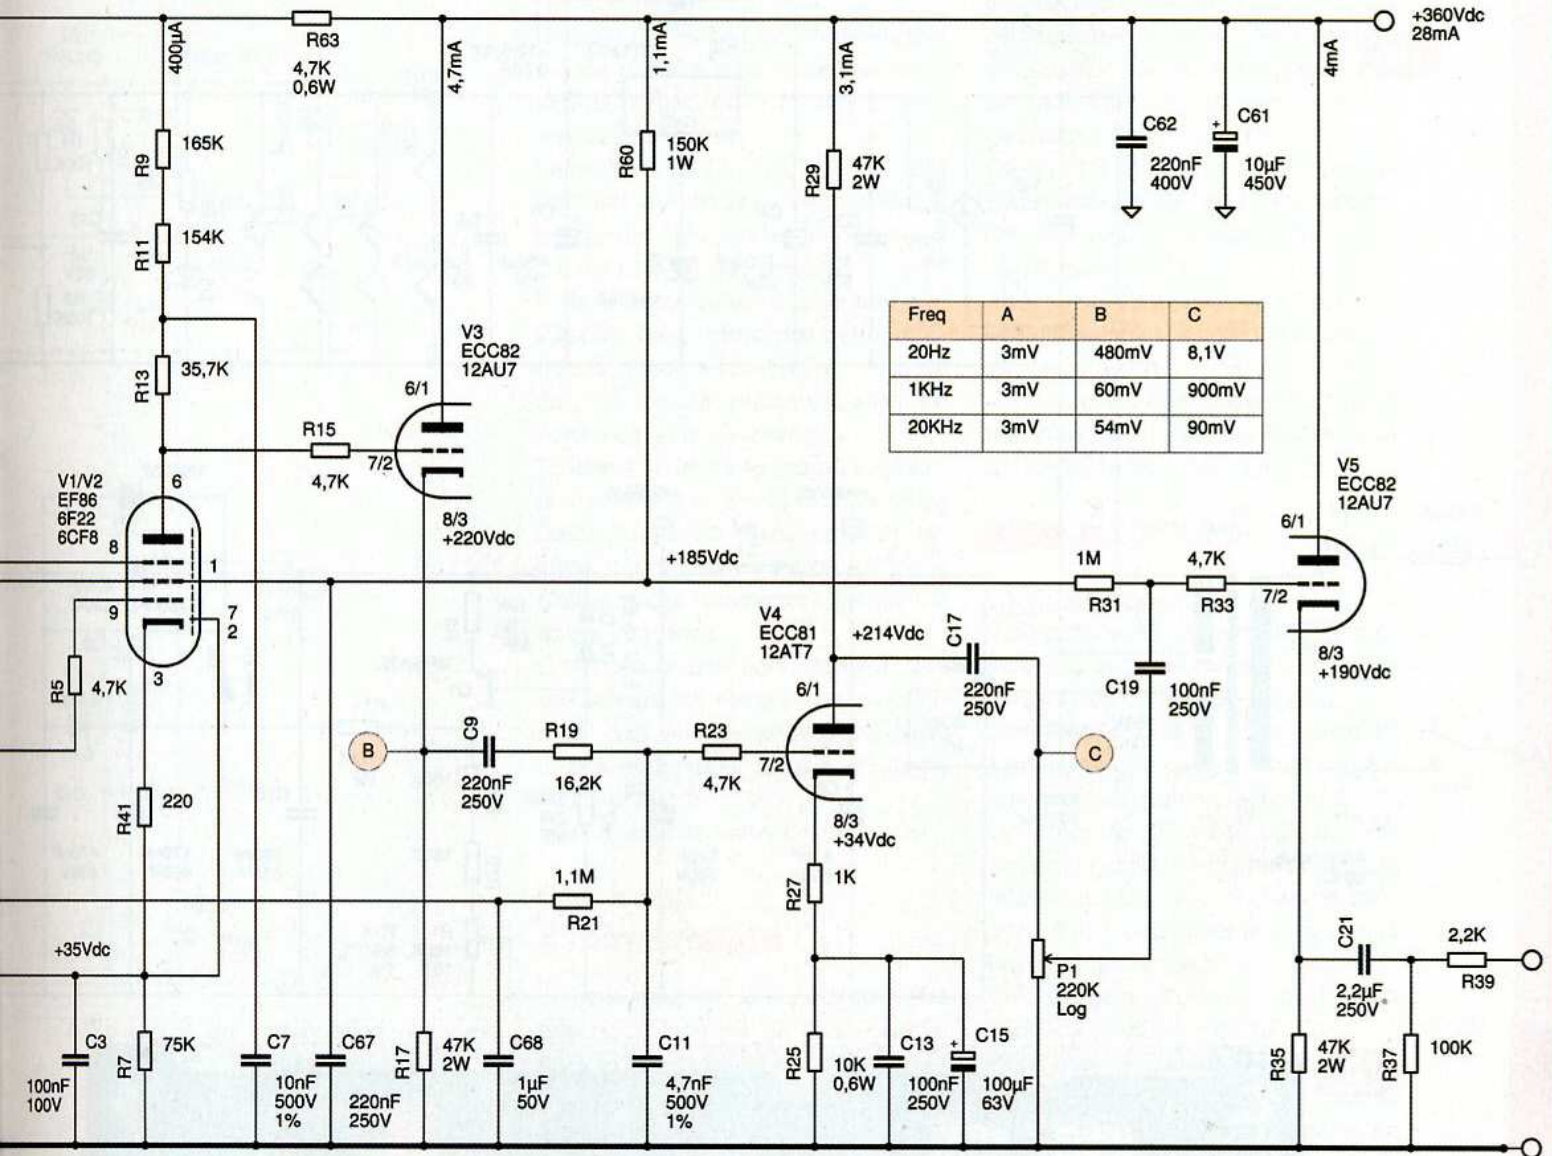 +360Vdc
28mA
400µA
R63
4,7K
0,6W
4,7mA
1,1mA
3,1mA
4mA
R9
165K
R60
150K
1W
R29
47K
2W
C62
220nF
400V
+
C61
10µF
450V
R11
154K
Freq A B C
20Hz 3mV 480mV 8,1V
1KHz 3mV 60mV 900mV
20KHz 3mV 54mV 90mV
R13
35,7K
V3
ECC82
12AU7
6/1
R15
4,7K
7/2
8/3
+220Vdc
V1/V2
EF86
6F22
6CF8
6
8
1
9
7
2
3
+185Vdc
V5
ECC82
12AU7
6/1
1M
R31
4,7K
R33
7/2
8/3
+190Vdc
V4
ECC81
12AT7
+214Vdc
C17
220nF
250V
C19
100nF
250V
6/1
R5
4,7K
B
C9
220nF
250V
R19
16,2K
R23
4,7K
7/2
C
8/3
+34Vdc
R41
220
1,1M
R21
R27
1K
+35Vdc
P1
220K
Log
C21
2,2µF
250V
2,2K
R39
C3
100nF
100V
R7
75K
C7
10nF
500V
1%
C67
220nF
250V
R17
47K
2W
C68
1µF
50V
C11
4,7nF
500V
1%
R25
10K
0,6W
C13
100nF
250V
+
C15
100µF
63V
R35
47K
2W
R37
100K